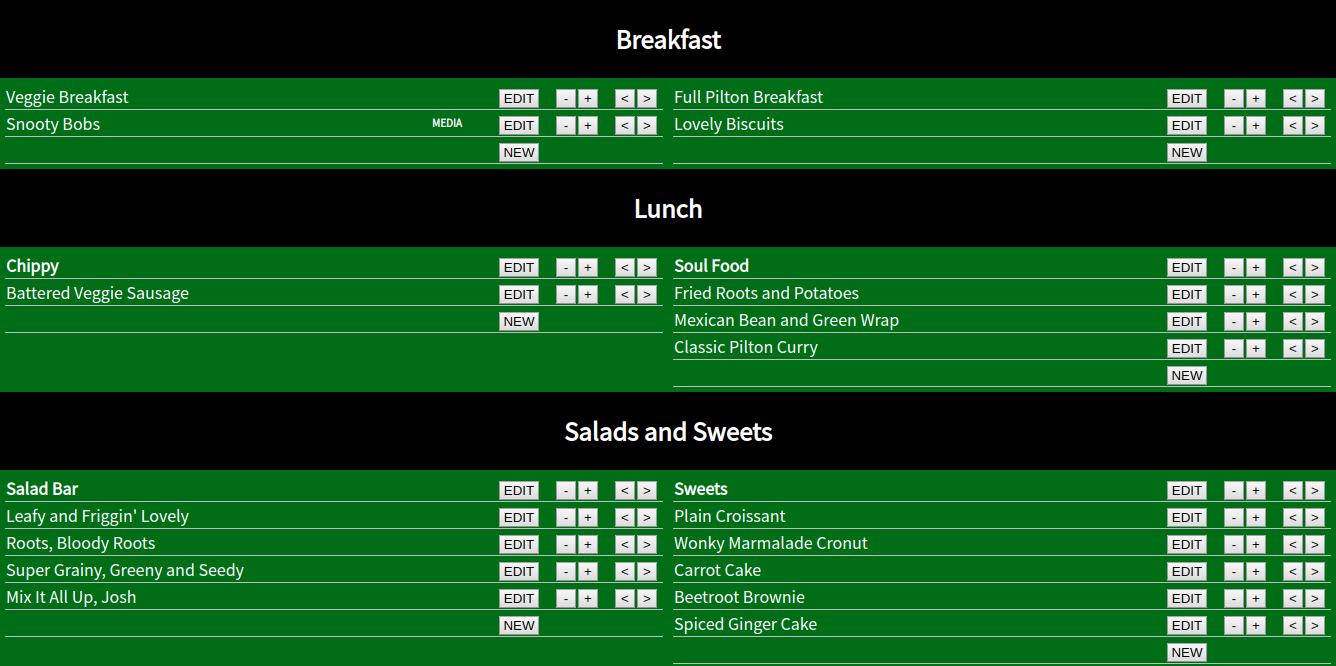 Breakfast
Veggie Breakfast EDIT - + < >
Snooty Bobs MEDIA EDIT - + < >
NEW
Full Pilton Breakfast EDIT - + < >
Lovely Biscuits EDIT - + < >
NEW
Lunch
Chippy EDIT - + < >
Battered Veggie Sausage EDIT - + < >
NEW
Soul Food EDIT - + < >
Fried Roots and Potatoes EDIT - + < >
Mexican Bean and Green Wrap EDIT - + < >
Classic Pilton Curry EDIT - + < >
NEW
Salads and Sweets
Salad Bar EDIT - + < >
Leafy and Friggin' Lovely EDIT - + < >
Roots, Bloody Roots EDIT - + < >
Super Grainy, Greeny and Seedy EDIT - + < >
Mix It All Up, Josh EDIT - + < >
NEW
Sweets EDIT - + < >
Plain Croissant EDIT - + < >
Wonky Marmalade Cronut EDIT - + < >
Carrot Cake EDIT - + < >
Beetroot Brownie EDIT - + < >
Spiced Ginger Cake EDIT - + < >
NEW